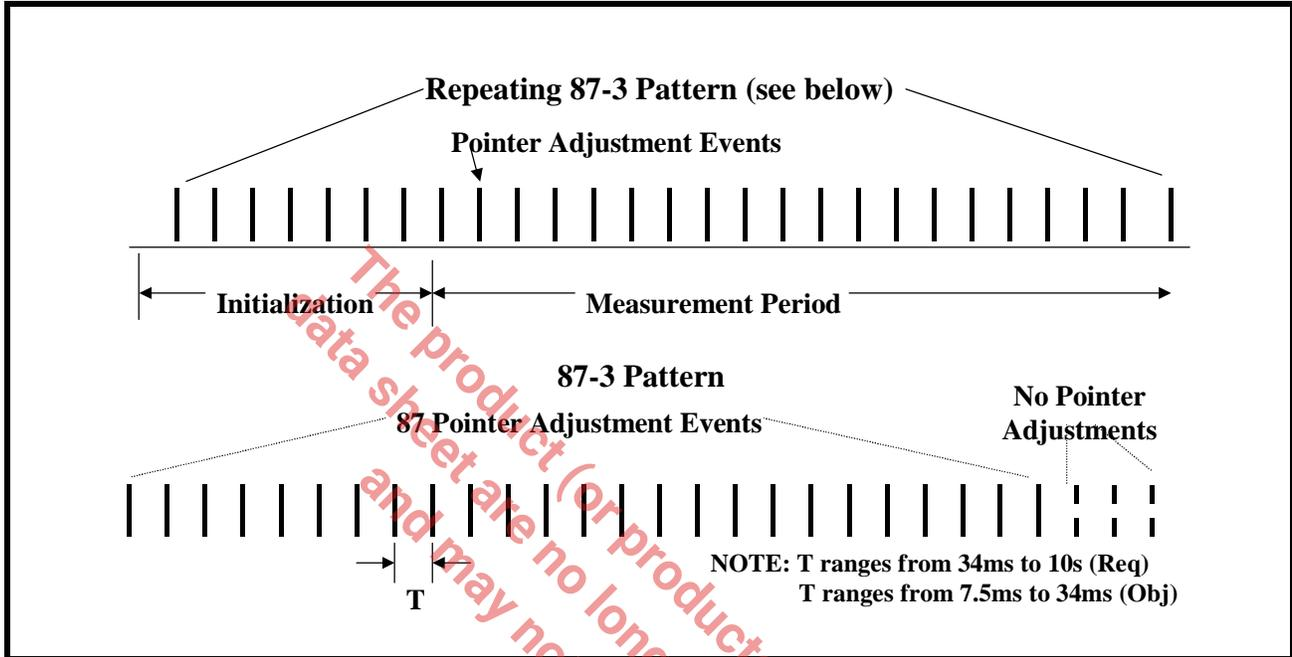 Repeating 87-3 Pattern (see below)
Pointer Adjustment Events
Initialization
Measurement Period
87-3 Pattern
87 Pointer Adjustment Events
No Pointer
Adjustments
T
NOTE: T ranges from 34ms to 10s (Req)
T ranges from 7.5ms to 34ms (Obj)
The product (or product
data sheet are no long
and may no